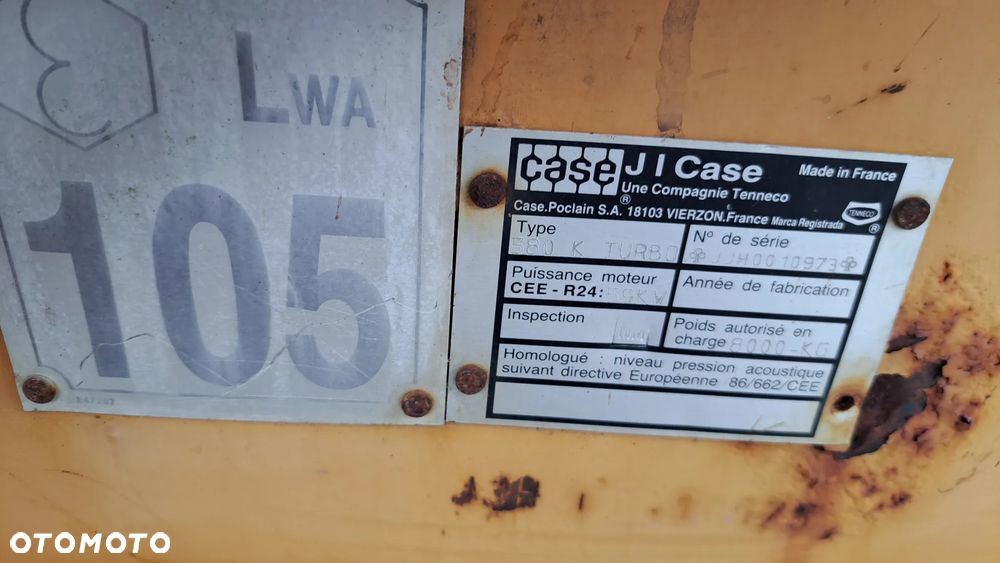 ε
LWA
105
case
®
J I Case
Made in France
Une Compagnie Tenneco
Case.Poclain S.A. 18103 VIERZON.France Marca Registrada
TENNECO
®
Type
580 K TURBO
N° de série
JJH0010973
Puissance moteur
CEE - R24:
KW
Année de fabrication
Inspection
Poids autorisé en
charge 8000-KG
Homologué : niveau pression acoustique
suivant directive Européenne 86/662/CEE
OTOMOTO